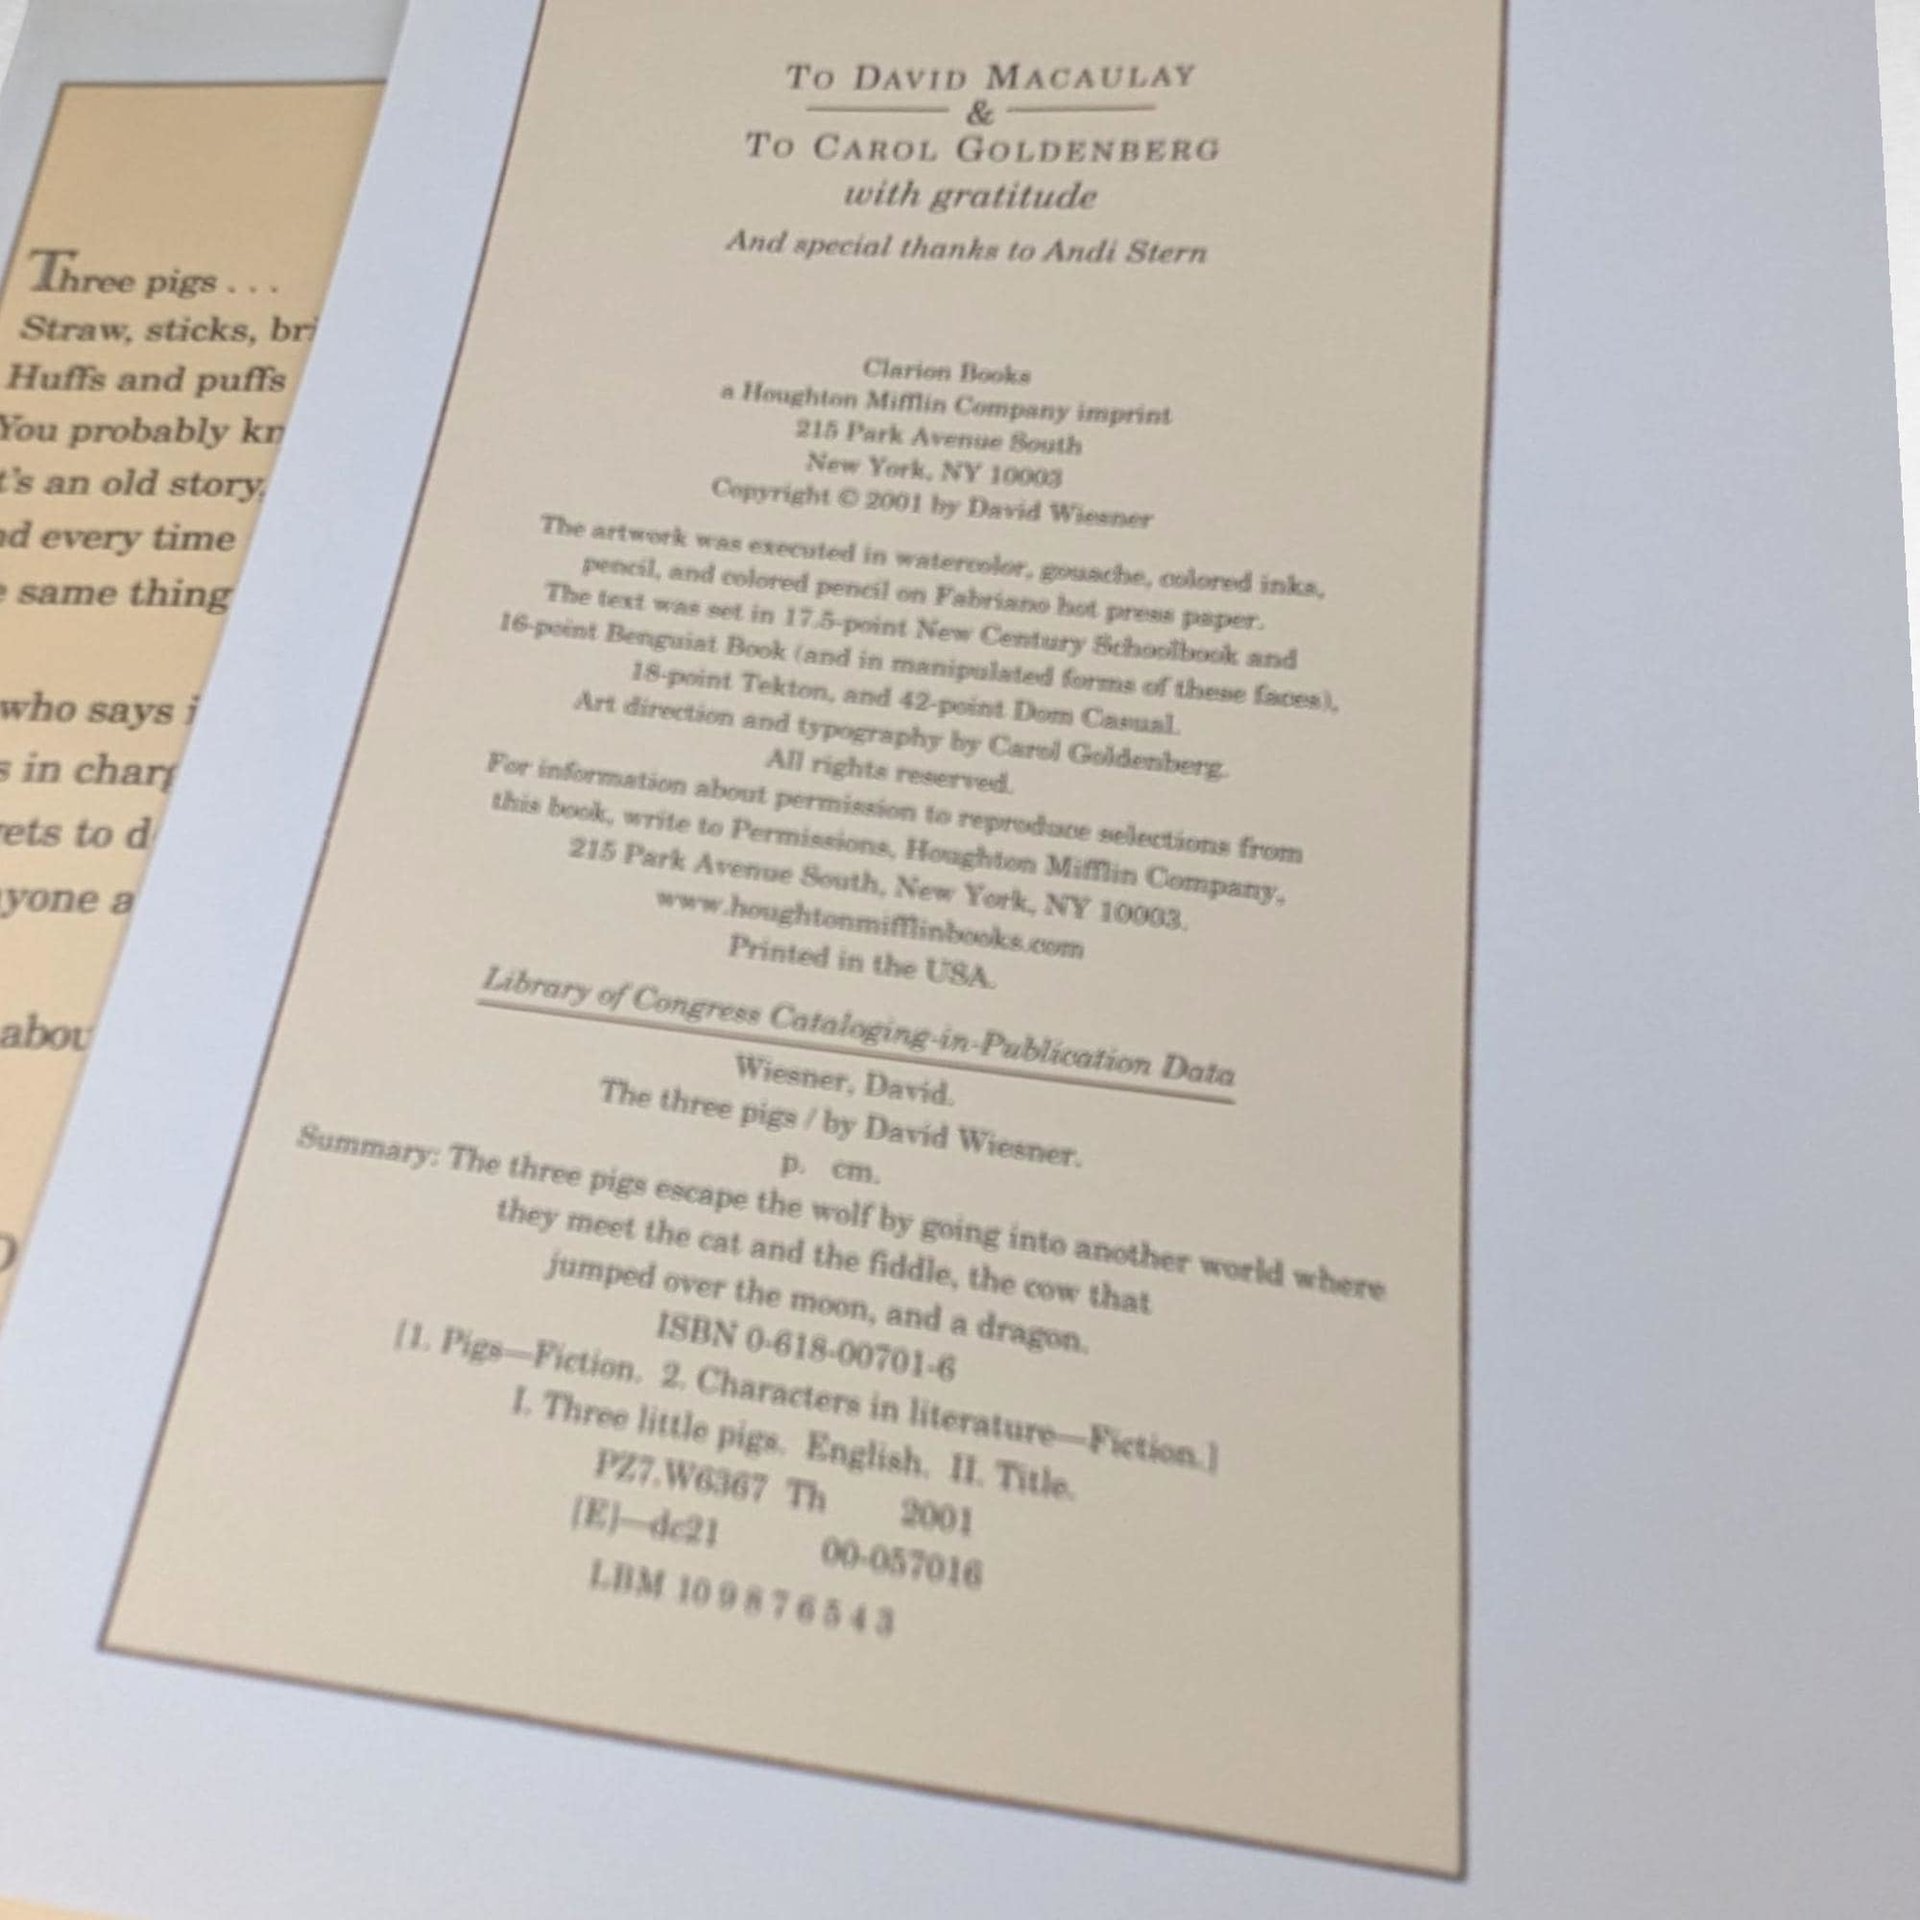 Three pigs . . .
Straw, sticks, bri
Huffs and puffs
You probably kn
t's an old story.
nd every time
e same thing
who says i
s in charg
ets to d
yone a
abou
TO DAVID MACAULAY
&
TO CAROL GOLDENBERG
with gratitude
And special thanks to Andi Stern
Clarion Books
a Houghton Mifflin Company imprint
215 Park Avenue South
New York, NY 10003
Copyright © 2001 by David Wiesner
The artwork was executed in watercolor, gouache, colored inks,
pencil, and colored pencil on Fabriano hot press paper.
The text was set in 17.5-point New Century Schoolbook and
16-point Benguiat Book (and in manipulated forms of these faces),
18-point Tekton, and 42-point Dom Casual.
Art direction and typography by Carol Goldenberg.
All rights reserved.
For information about permission to reproduce selections from
this book, write to Permissions, Houghton Mifflin Company,
215 Park Avenue South, New York, NY 10003.
www.houghtonmifflinbooks.com
Printed in the USA.
Library of Congress Cataloging-in-Publication Data
Wiesner, David.
The three pigs / by David Wiesner.
p. cm.
Summary: The three pigs escape the wolf by going into another world where
they meet the cat and the fiddle, the cow that
jumped over the moon, and a dragon.
ISBN 0-618-00701-6
[1. Pigs—Fiction. 2. Characters in literature—Fiction.]
I. Three little pigs. English. II. Title.
PZ7.W6367 Th 2001
[E]—dc21 00-057016
LBM 10 9 8 7 6 5 4 3